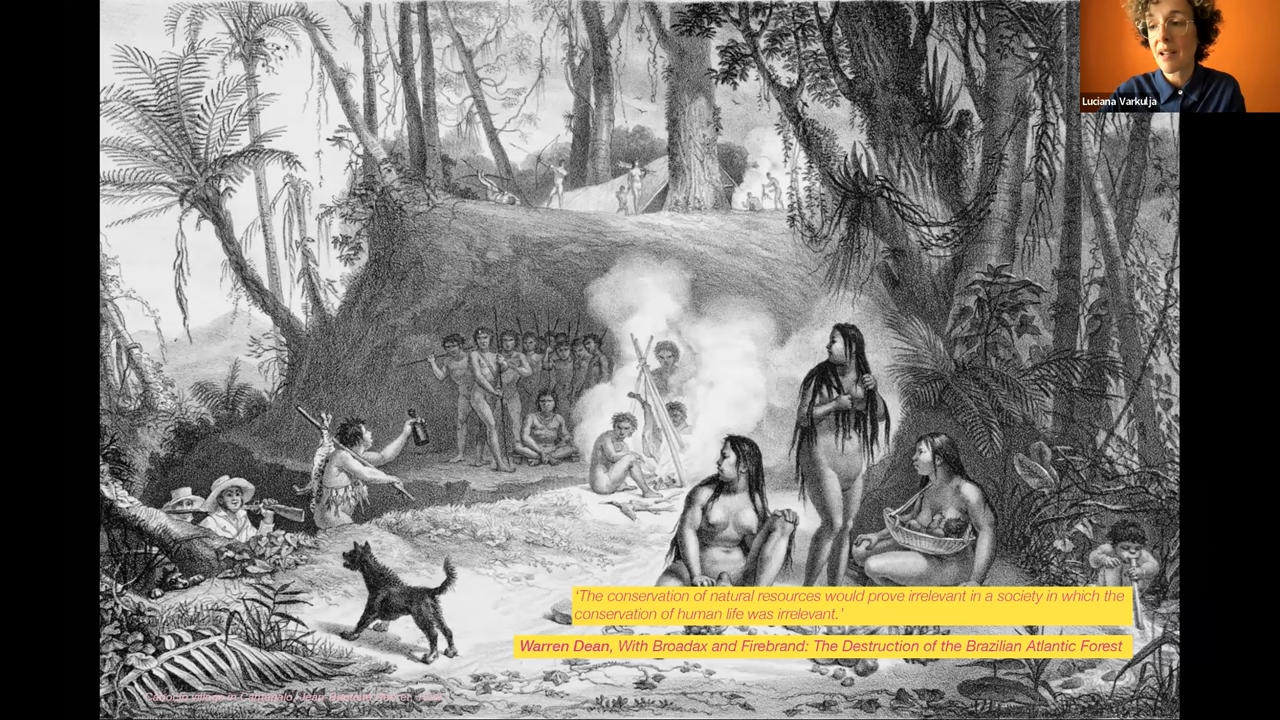 Luciana Varkulja
‘The conservation of natural resources would prove irrelevant in a society in which the
conservation of human life was irrelevant.’
Warren Dean, With Broadax and Firebrand: The Destruction of the Brazilian Atlantic Forest